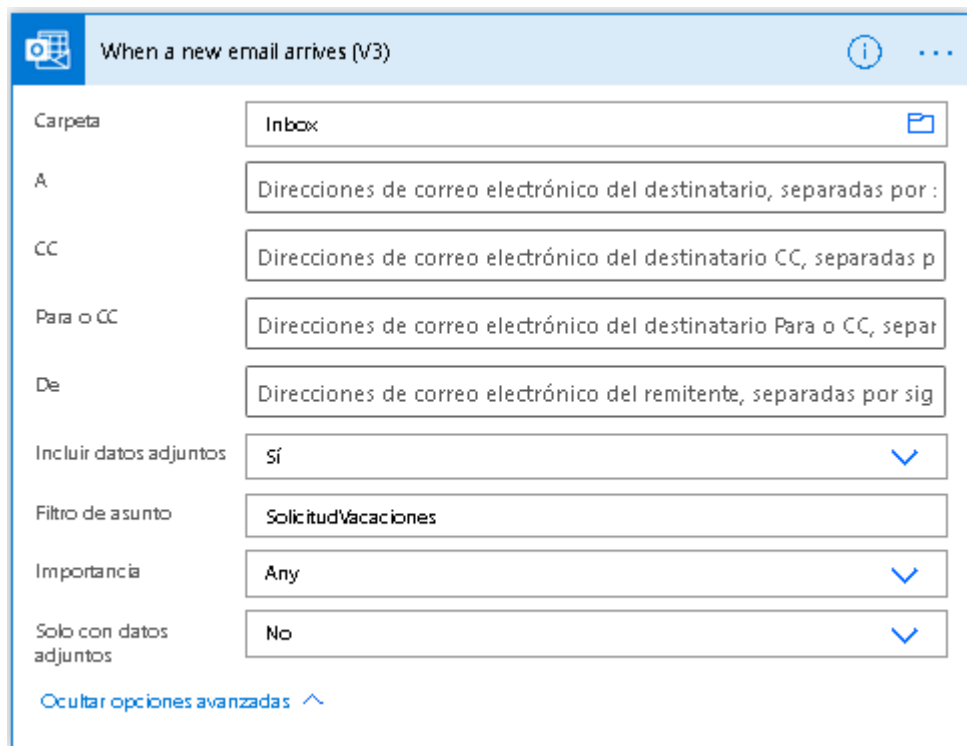 When a new email arrives (V3)
Carpeta
Inbox
A
Direcciones de correo electrónico del destinatario, separadas por :
CC
Direcciones de correo electrónico del destinatario CC, separadas p
Para o CC
Direcciones de correo electrónico del destinatario Para o CC, separ
De
Direcciones de correo electrónico del remitente, separadas por sig
Incluir datos adjuntos
Sí
Filtro de asunto
SolicitudVacaciones
Importancia
Any
Solo con datos
adjuntos
No
Ocultar opciones avanzadas